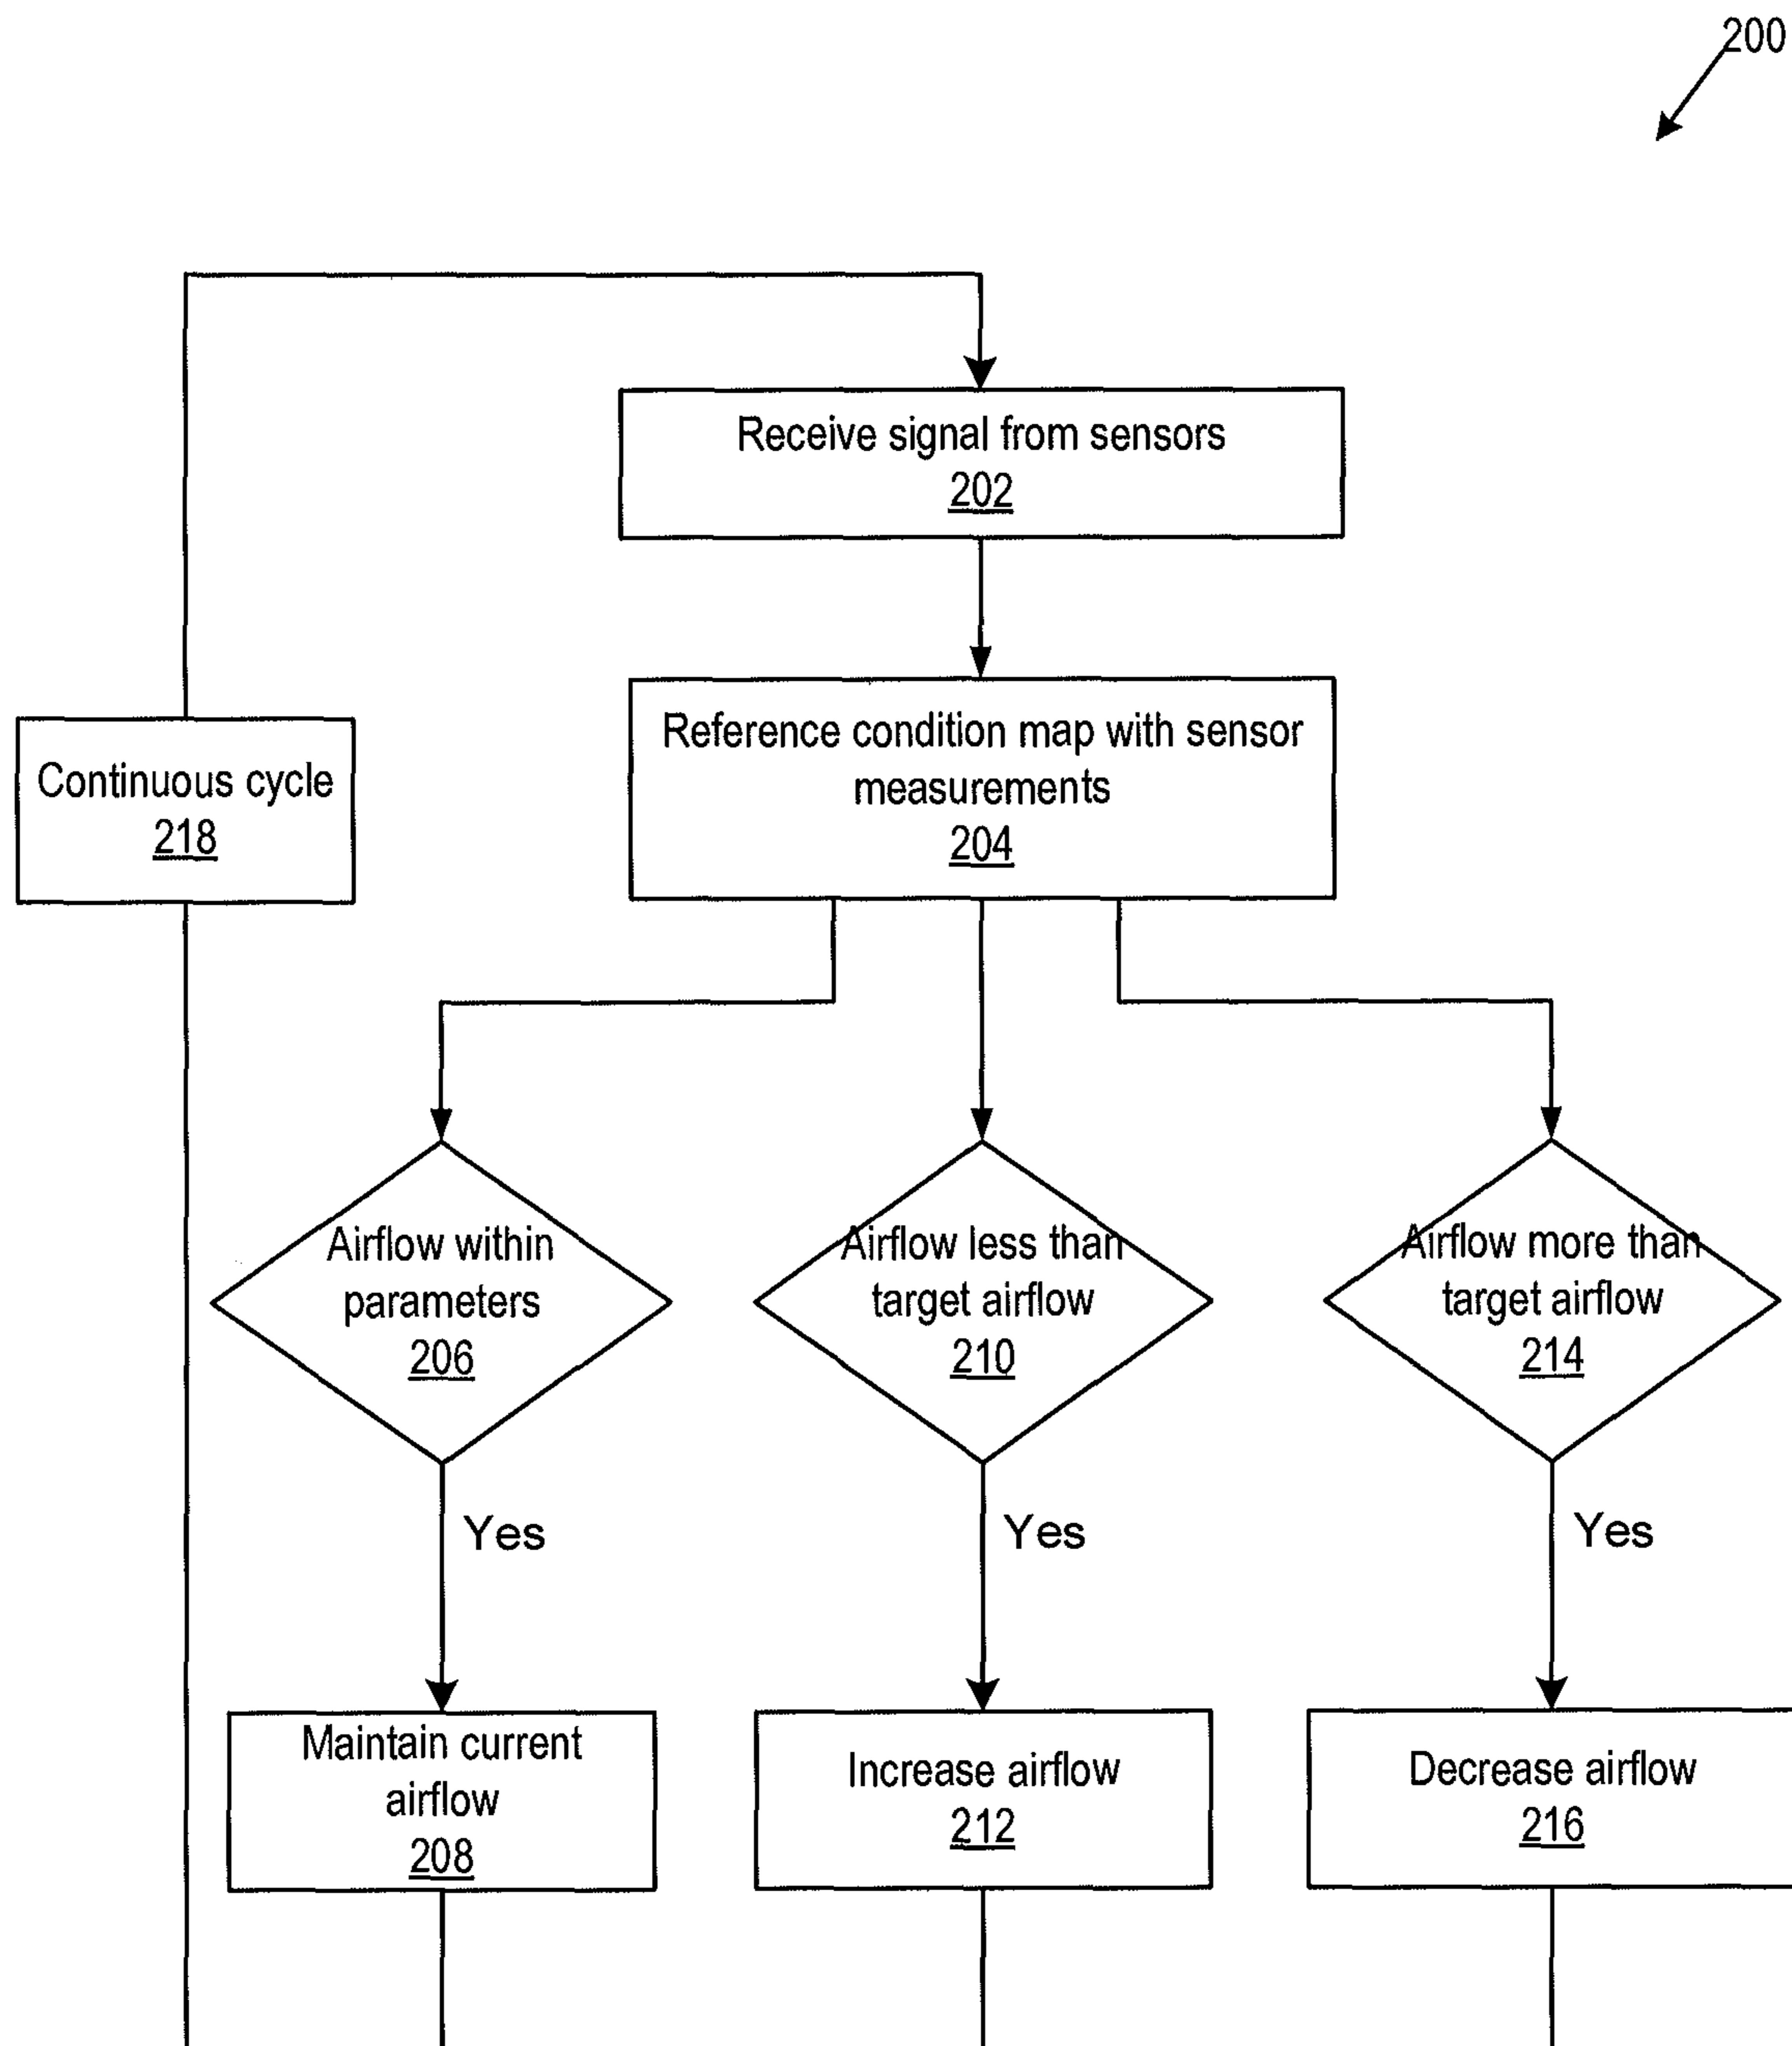 200
Receive signal from sensors
202
Reference condition map with sensor
measurements
204
Continuous cycle
218
Airflow within
parameters
206
Airflow less than
target airflow
210
Airflow more than
target airflow
214
Yes
Yes
Yes
Maintain current
airflow
208
Increase airflow
212
Decrease airflow
216